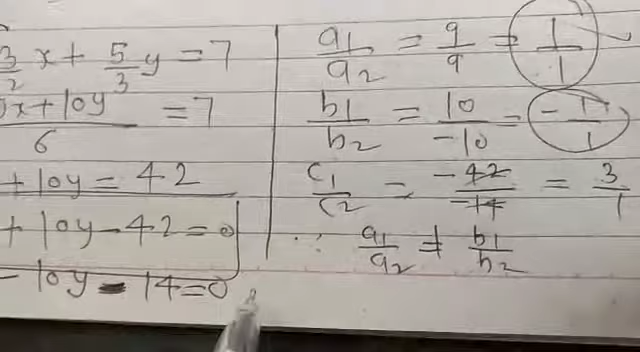 3/2 x + 5/3 y = 7
x + 10y / 6 = 7
+ 10y = 42
+ 10y - 42 = 0
- 10y - 14 = 0
a1/a2 = 9/9 = 1/1
b1/b2 = 10/-10 = -1/1
c1/c2 = -42/-14 = 3/1
∵ a1/a2 ≠ b1/b2